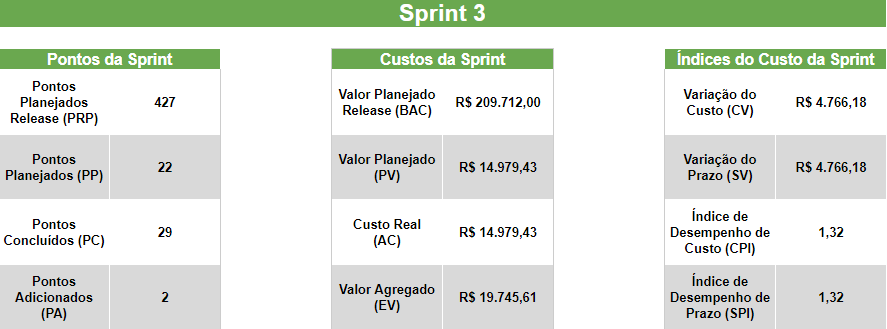 Sprint 3
Pontos da Sprint
Pontos
Planejados
Release (PRP)
427
Pontos
Planejados (PP)
22
Pontos
Concluídos (PC)
29
Pontos
Adicionados
(PA)
2
Custos da Sprint
Valor Planejado
Release (BAC)
R$ 209.712,00
Valor Planejado
(PV)
R$ 14.979,43
Custo Real
(AC)
R$ 14.979,43
Valor Agregado
(EV)
R$ 19.745,61
Índices do Custo da Sprint
Variação do
Custo (CV)
R$ 4.766,18
Variação do
Prazo (SV)
R$ 4.766,18
Índice de
Desempenho de
Custo (CPI)
1,32
Índice de
Desempenho de
Prazo (SPI)
1,32